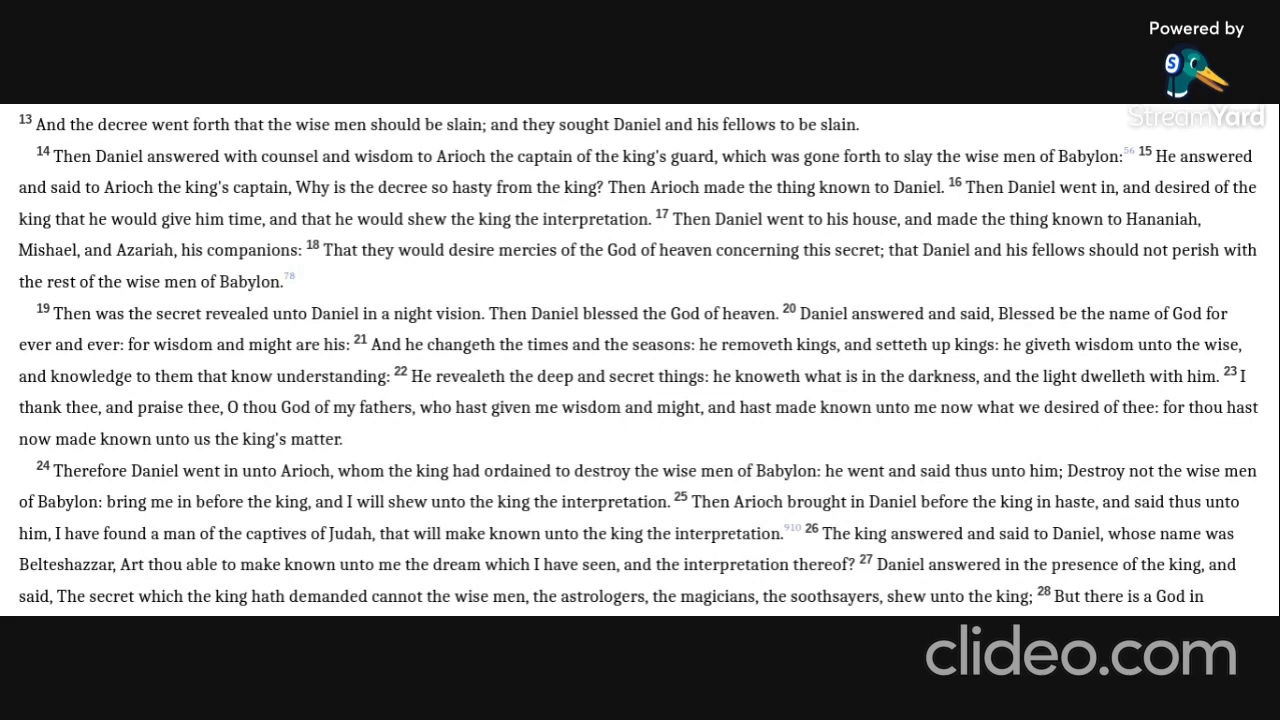 Powered by
S
StreamYard
13 And the decree went forth that the wise men should be slain; and they sought Daniel and his fellows to be slain.
14 Then Daniel answered with counsel and wisdom to Arioch the captain of the king's guard, which was gone forth to slay the wise men of Babylon:56 15 He answered
and said to Arioch the king's captain, Why is the decree so hasty from the king? Then Arioch made the thing known to Daniel. 16 Then Daniel went in, and desired of the
king that he would give him time, and that he would shew the king the interpretation. 17 Then Daniel went to his house, and made the thing known to Hananiah,
Mishael, and Azariah, his companions: 18 That they would desire mercies of the God of heaven concerning this secret; that Daniel and his fellows should not perish with
the rest of the wise men of Babylon.78
19 Then was the secret revealed unto Daniel in a night vision. Then Daniel blessed the God of heaven. 20 Daniel answered and said, Blessed be the name of God for
ever and ever: for wisdom and might are his: 21 And he changeth the times and the seasons: he removeth kings, and setteth up kings: he giveth wisdom unto the wise,
and knowledge to them that know understanding: 22 He revealeth the deep and secret things: he knoweth what is in the darkness, and the light dwelleth with him. 23 I
thank thee, and praise thee, O thou God of my fathers, who hast given me wisdom and might, and hast made known unto me now what we desired of thee: for thou hast
now made known unto us the king's matter.
24 Therefore Daniel went in unto Arioch, whom the king had ordained to destroy the wise men of Babylon: he went and said thus unto him; Destroy not the wise men
of Babylon: bring me in before the king, and I will shew unto the king the interpretation. 25 Then Arioch brought in Daniel before the king in haste, and said thus unto
him, I have found a man of the captives of Judah, that will make known unto the king the interpretation.910 26 The king answered and said to Daniel, whose name was
Belteshazzar, Art thou able to make known unto me the dream which I have seen, and the interpretation thereof? 27 Daniel answered in the presence of the king, and
said, The secret which the king hath demanded cannot the wise men, the astrologers, the magicians, the soothsayers, shew unto the king; 28 But there is a God in
clideo.com